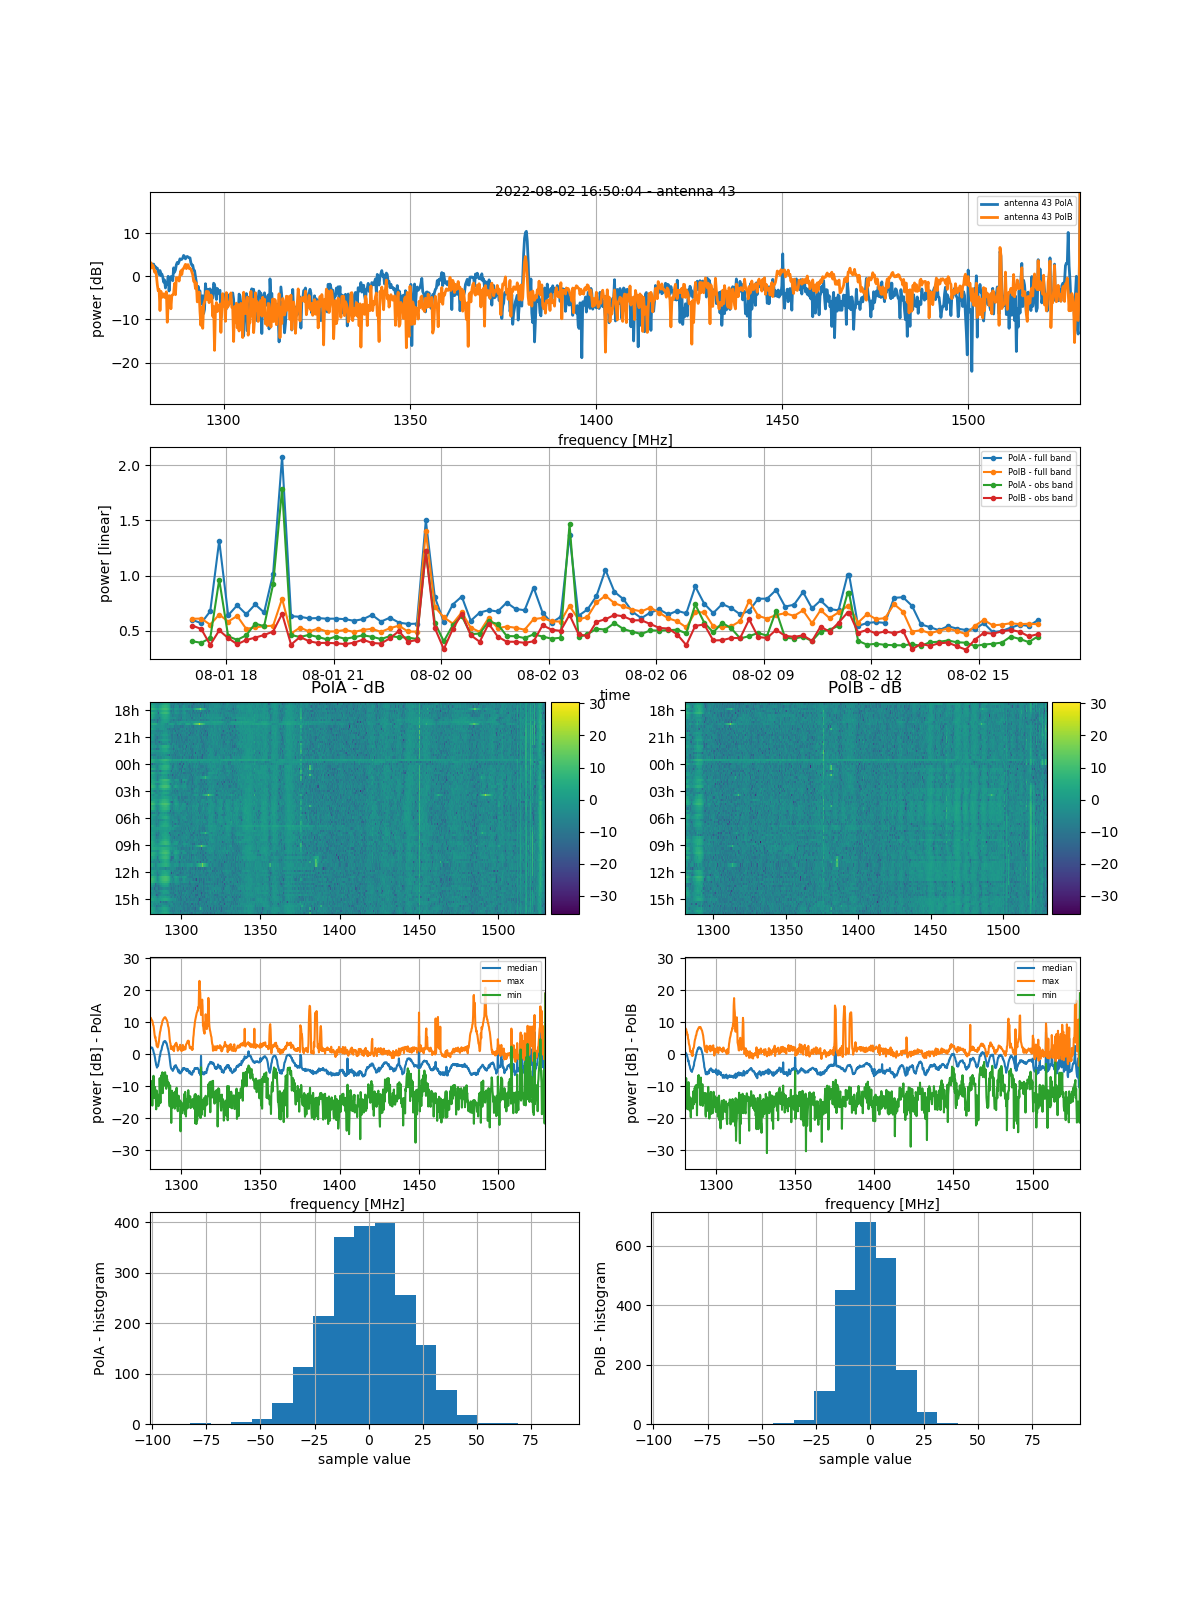 2022-08-02 16:50:04 - antenna 43
antenna 43 PolA
antenna 43 PolB
power [dB]
10
0
−10
−20
1300 1350 1400 1450 1500
frequency [MHz]
PolA - full band
PolB - full band
PolA - obs band
PolB - obs band
power [linear]
2.0
1.5
1.0
0.5
08-01 18 08-01 21 08-02 00 08-02 03 08-02 06 08-02 09 08-02 12 08-02 15
time
PolA - dB
18h
21h
00h
03h
06h
09h
12h
15h
1300 1350 1400 1450 1500
30
20
10
0
−10
−20
−30
PolB - dB
18h
21h
00h
03h
06h
09h
12h
15h
1300 1350 1400 1450 1500
30
20
10
0
−10
−20
−30
power [dB] - PolA
30
20
10
0
−10
−20
−30
median
max
min
1300 1350 1400 1450 1500
frequency [MHz]
power [dB] - PolB
30
20
10
0
−10
−20
−30
median
max
min
1300 1350 1400 1450 1500
frequency [MHz]
PolA - histogram
400
300
200
100
0
−100 −75 −50 −25 0 25 50 75
sample value
PolB - histogram
600
400
200
0
−100 −75 −50 −25 0 25 50 75
sample value